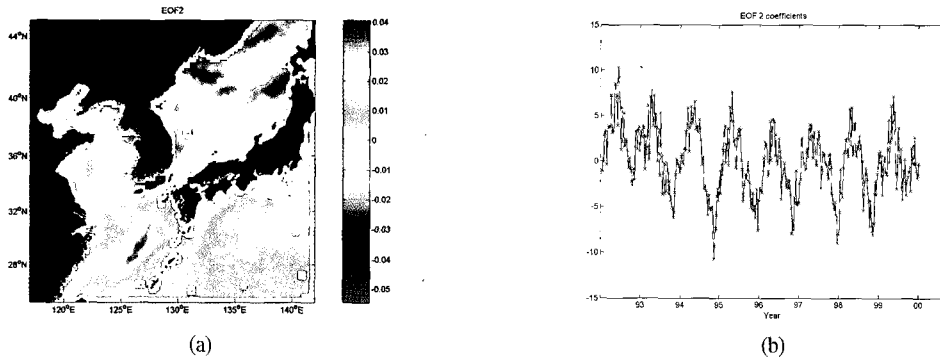 EOF2
44°N
40°N
36°N
32°N
28°N
120°E
125°E
130°E
135°E
140°E
0.04
0.03
0.02
0.01
0
-0.01
-0.02
-0.03
-0.04
-0.05
(a)
EOF 2 coefficients
15
10
5
0
-5
-10
-15
93
94
95
96
97
98
99
00
Year
(b)